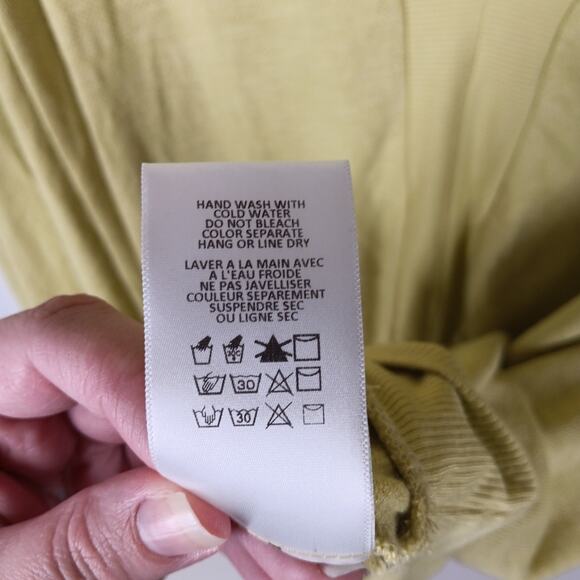 HAND WASH WITH
COLD WATER
DO NOT BLEACH
COLOR SEPARATE
HANG OR LINE DRY
LAVER A LA MAIN AVEC
A L'EAU FROIDE
NE PAS JAVELLISER
COULEUR SEPAREMENT
SUSPENDRE SEC
OU LIGNE SEC
30
30